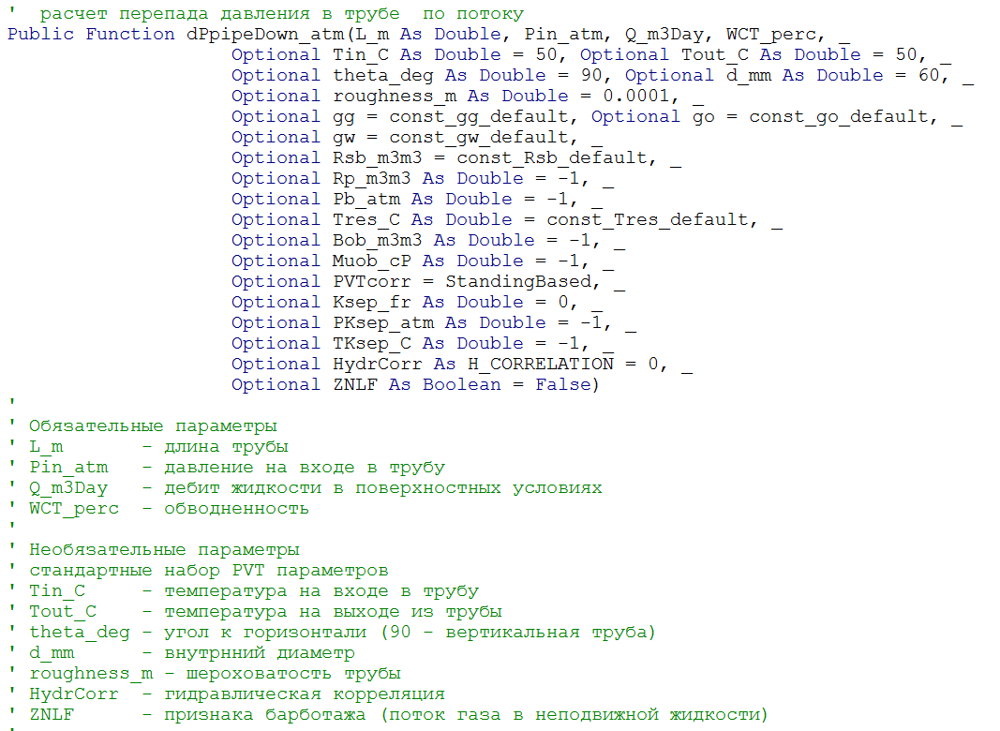 '  расчет перепада давления в трубе  по потоку
Public Function dPpipeDown_atm(L_m As Double, Pin_atm, Q_m3Day, WCT_perc, _
Optional Tin_C As Double = 50, Optional Tout_C As Double = 50, _
Optional theta_deg As Double = 90, Optional d_mm As Double = 60, _
Optional roughness_m As Double = 0.0001, _
Optional gg = const_gg_default, Optional go = const_go_default, _
Optional gw = const_gw_default, _
Optional Rsb_m3m3 = const_Rsb_default, _
Optional Rp_m3m3 As Double = -1, _
Optional Pb_atm As Double = -1, _
Optional Tres_C As Double = const_Tres_default, _
Optional Bob_m3m3 As Double = -1, _
Optional Muob_cP As Double = -1, _
Optional PVTcorr = StandingBased, _
Optional Ksep_fr As Double = 0, _
Optional PKsep_atm As Double = -1, _
Optional TKsep_C As Double = -1, _
Optional HydrCorr As H_CORRELATION = 0, _
Optional ZNLF As Boolean = False)
'
' Обязательные параметры
' L_m       - длина трубы
' Pin_atm   - давление на входе в трубу
' Q_m3Day   - дебит жидкости в поверхностных условиях
' WCT_perc  - обводненность
'
' Необязательные параметры
' стандартные набор PVT параметров
' Tin_C     - температура на входе в трубу
' Tout_C    - температура на выходе из трубы
' theta_deg - угол к горизонтали (90 - вертикальная труба)
' d_mm      - внутрнний диаметр
' roughness_m - шероховатость трубы
' HydrCorr  - гидравлическая корреляция
' ZNLF      - признака барботажа (поток газа в неподвижной жидкости)
'